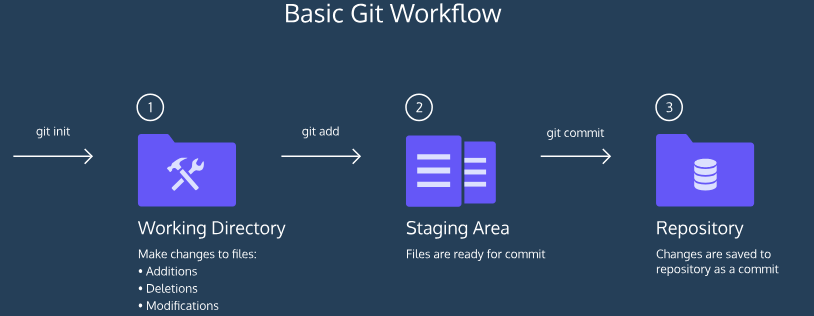 Basic Git Workflow
git init
1
git add
2
git commit
3
Working Directory
Make changes to files:
• Additions
• Deletions
• Modifications
Staging Area
Files are ready for commit
Repository
Changes are saved to
repository as a commit